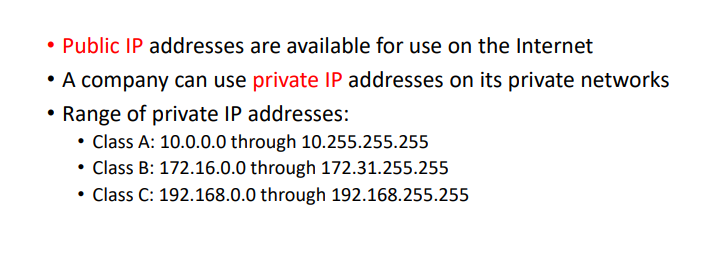 • Public IP addresses are available for use on the Internet
• A company can use private IP addresses on its private networks
• Range of private IP addresses:
• Class A: 10.0.0.0 through 10.255.255.255
• Class B: 172.16.0.0 through 172.31.255.255
• Class C: 192.168.0.0 through 192.168.255.255